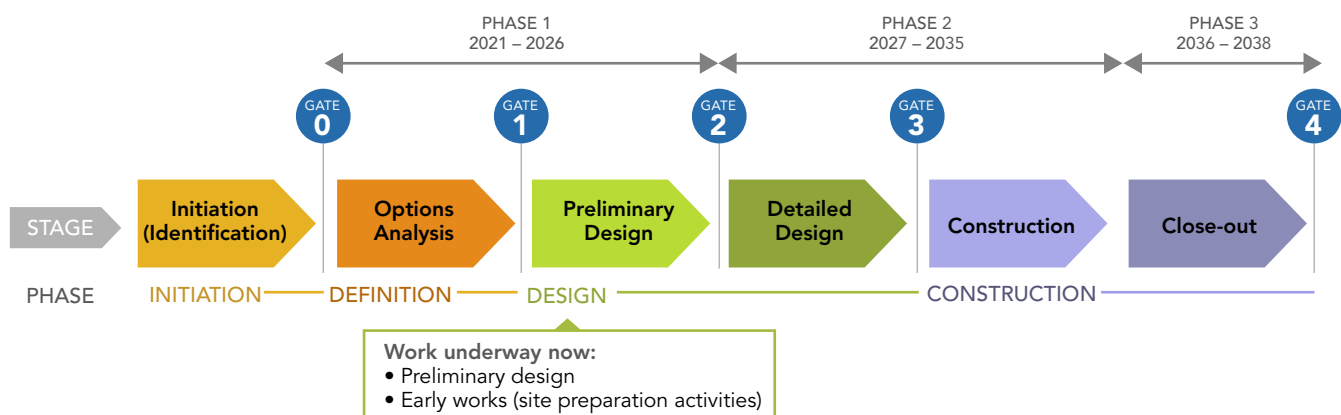 PHASE 1
2021 – 2026
PHASE 2
2027 – 2035
PHASE 3
2036 – 2038
GATE
0
GATE
1
GATE
2
GATE
3
GATE
4
STAGE
Initiation
(Identification)
Options
Analysis
Preliminary
Design
Detailed
Design
Construction
Close-out
PHASE
INITIATION
DEFINITION
DESIGN
CONSTRUCTION
Work underway now:
• Preliminary design
• Early works (site preparation activities)